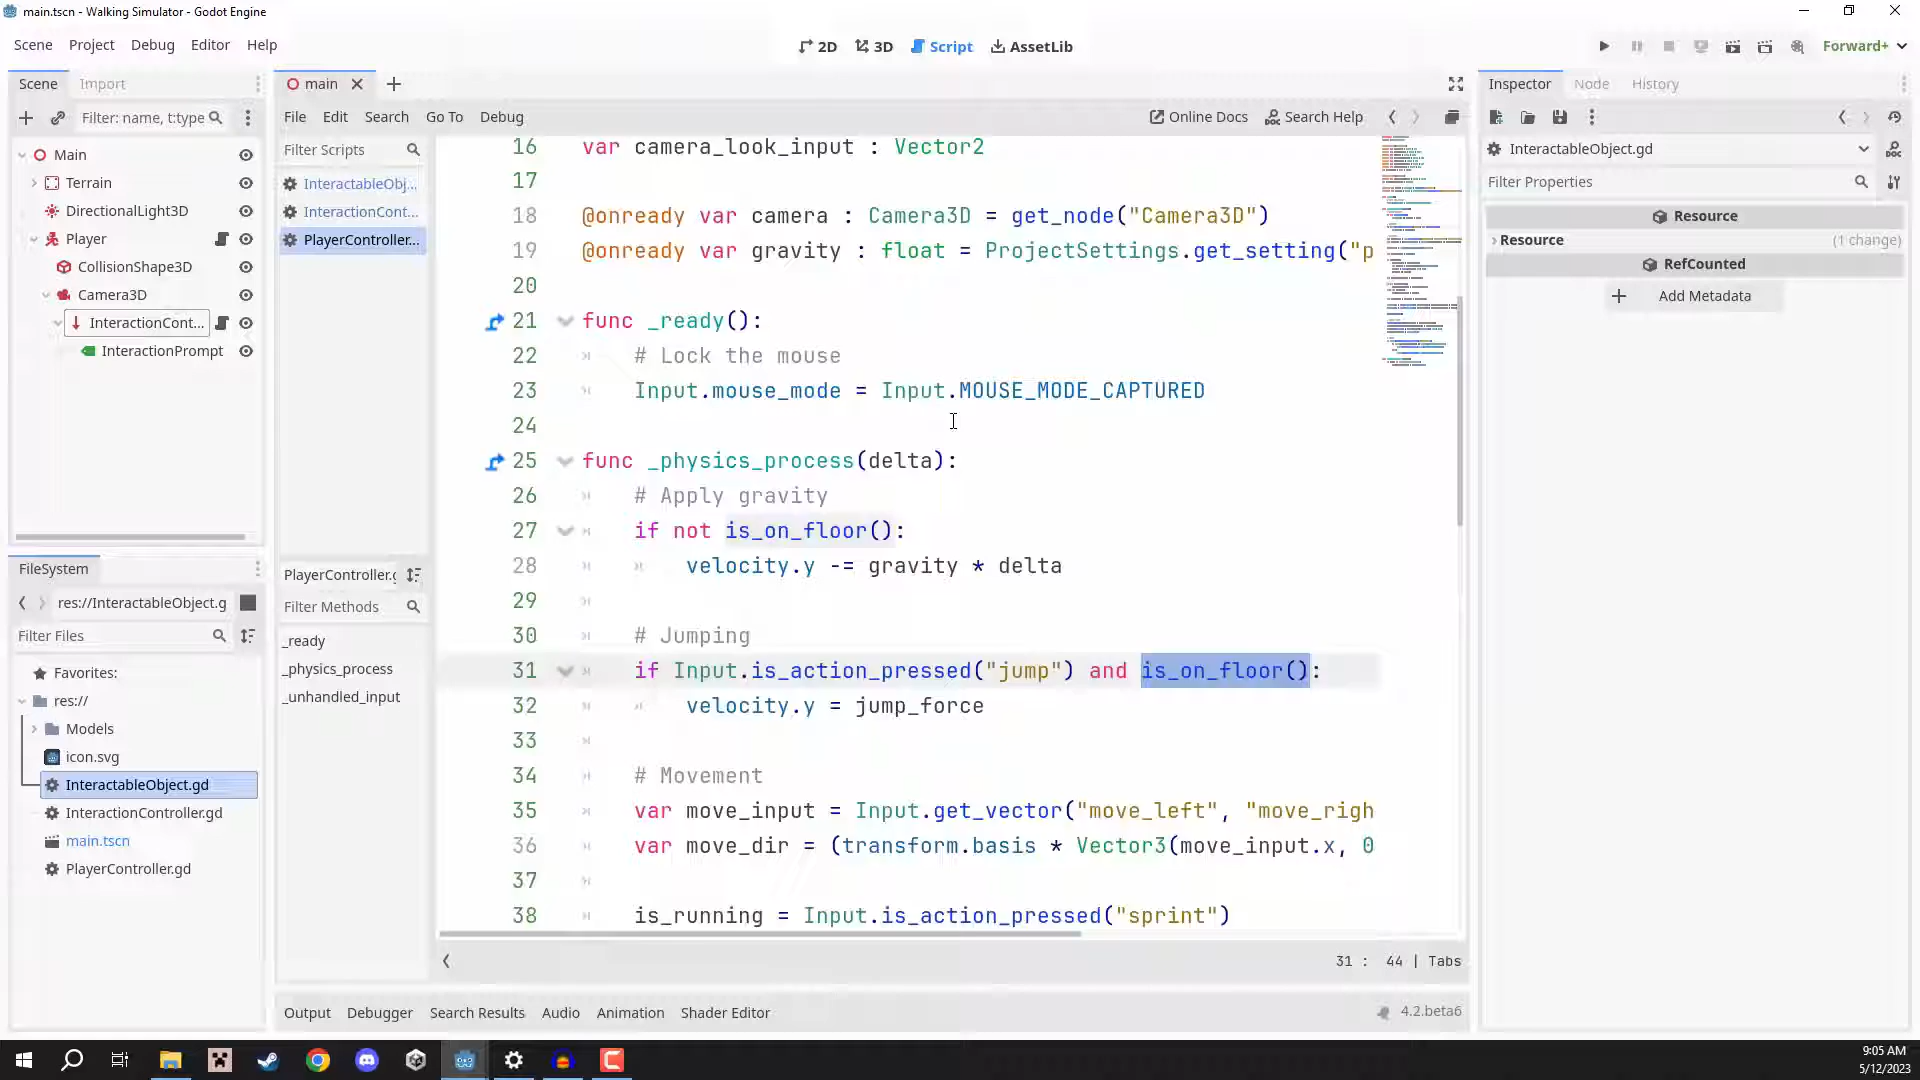 main.tscn - Walking Simulator - Godot Engine
Scene Project Debug Editor Help
2D 3D Script AssetLib
Forward+
Scene Import
Filter: name, t:type
Main
Terrain
DirectionalLight3D
Player
CollisionShape3D
Camera3D
InteractionCont...
InteractionPrompt
FileSystem
res://InteractableObject.g
Filter Files
Favorites:
res://
Models
icon.svg
InteractableObject.gd
InteractionController.gd
main.tscn
PlayerController.gd
main
File Edit Search Go To Debug
Online Docs Search Help
Filter Scripts
InteractableObj...
InteractionCont...
PlayerController...
PlayerController.g
Filter Methods
_ready
_physics_process
_unhandled_input
16 var camera_look_input : Vector2
17
18 @onready var camera : Camera3D = get_node("Camera3D")
19 @onready var gravity : float = ProjectSettings.get_setting("p
20
21 func _ready():
22 # Lock the mouse
23 Input.mouse_mode = Input.MOUSE_MODE_CAPTURED
24
25 func _physics_process(delta):
26 # Apply gravity
27 if not is_on_floor():
28 velocity.y -= gravity * delta
29
30 # Jumping
31 if Input.is_action_pressed("jump") and is_on_floor():
32 velocity.y = jump_force
33
34 # Movement
35 var move_input = Input.get_vector("move_left", "move_righ
36 var move_dir = (transform.basis * Vector3(move_input.x, 0
37
38 is_running = Input.is_action_pressed("sprint")
31 : 44 | Tabs
Output Debugger Search Results Audio Animation Shader Editor
4.2.beta6
Inspector Node History
InteractableObject.gd
Filter Properties
Resource
Resource (1 change)
RefCounted
Add Metadata
9:05 AM
5/12/2023